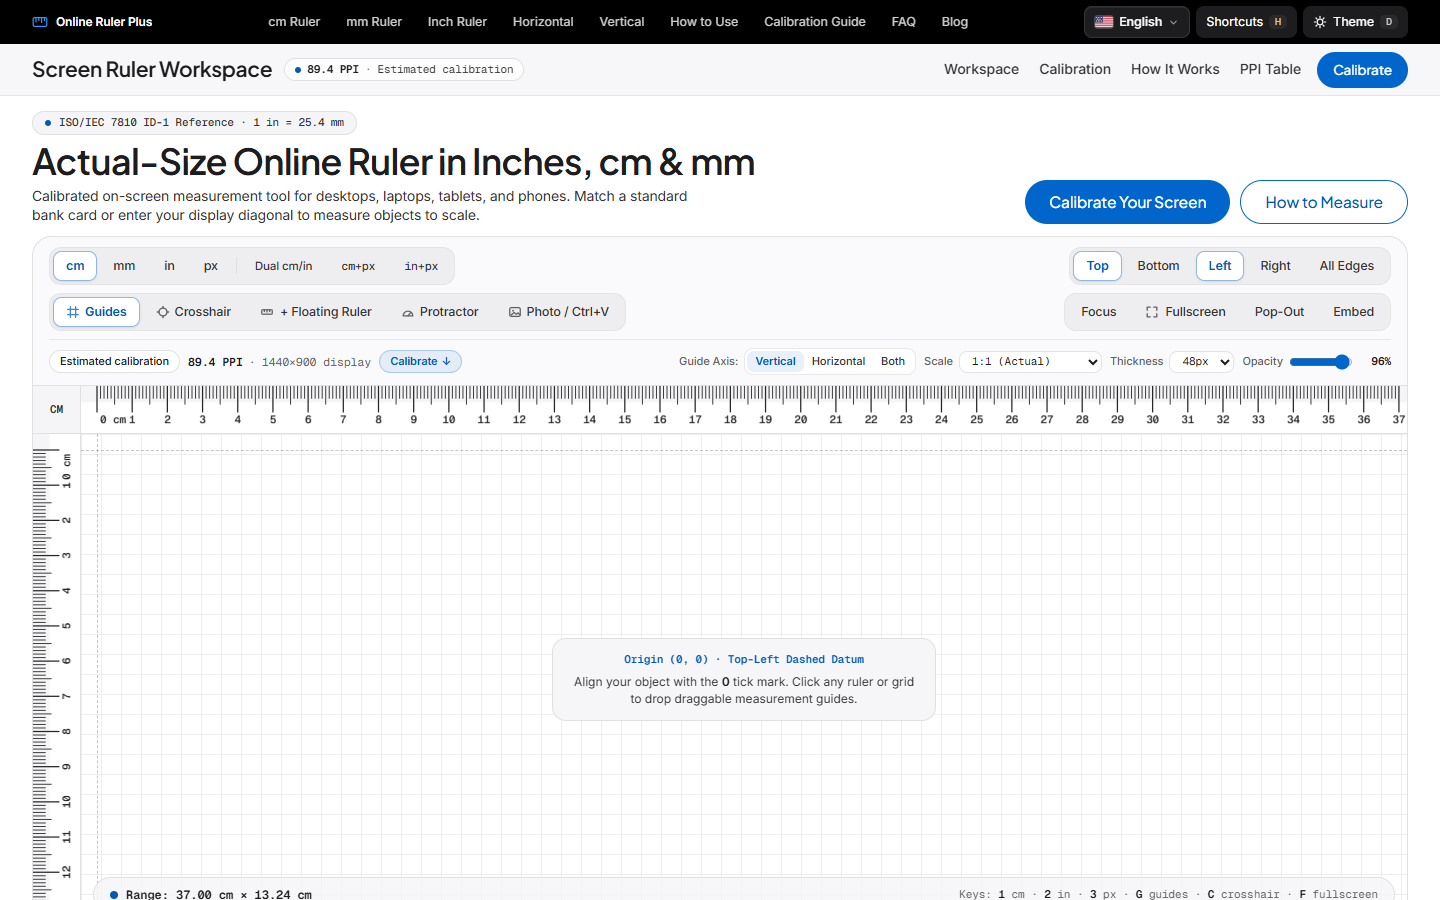 Online Ruler Plus
cm Ruler
mm Ruler
Inch Ruler
Horizontal
Vertical
How to Use
Calibration Guide
FAQ
Blog
English
Shortcuts H
Theme D
Screen Ruler Workspace
89.4 PPI · Estimated calibration
Workspace
Calibration
How It Works
PPI Table
Calibrate
ISO/IEC 7810 ID-1 Reference · 1 in = 25.4 mm
Actual-Size Online Ruler in Inches, cm & mm
Calibrated on-screen measurement tool for desktops, laptops, tablets, and phones. Match a standard
bank card or enter your display diagonal to measure objects to scale.
Calibrate Your Screen
How to Measure
cm mm in px Dual cm/in cm+px in+px
Top Bottom Left Right All Edges
Guides Crosshair + Floating Ruler Protractor Photo / Ctrl+V
Focus Fullscreen Pop-Out Embed
Estimated calibration 89.4 PPI · 1440×900 display Calibrate ↓
Guide Axis: Vertical Horizontal Both Scale 1:1 (Actual) Thickness 48px Opacity 96%
CM
0 cm 1 2 3 4 5 6 7 8 9 10 11 12 13 14 15 16 17 18 19 20 21 22 23 24 25 26 27 28 29 30 31 32 33 34 35 36 37
0 cm
1
2
3
4
5
6
7
8
9
10
11
12
Origin (0, 0) · Top-Left Dashed Datum
Align your object with the 0 tick mark. Click any ruler or grid
to drop draggable measurement guides.
Range: 37.00 cm × 13.24 cm
Keys: 1 cm · 2 in · 3 px · G guides · C crosshair · F fullscreen